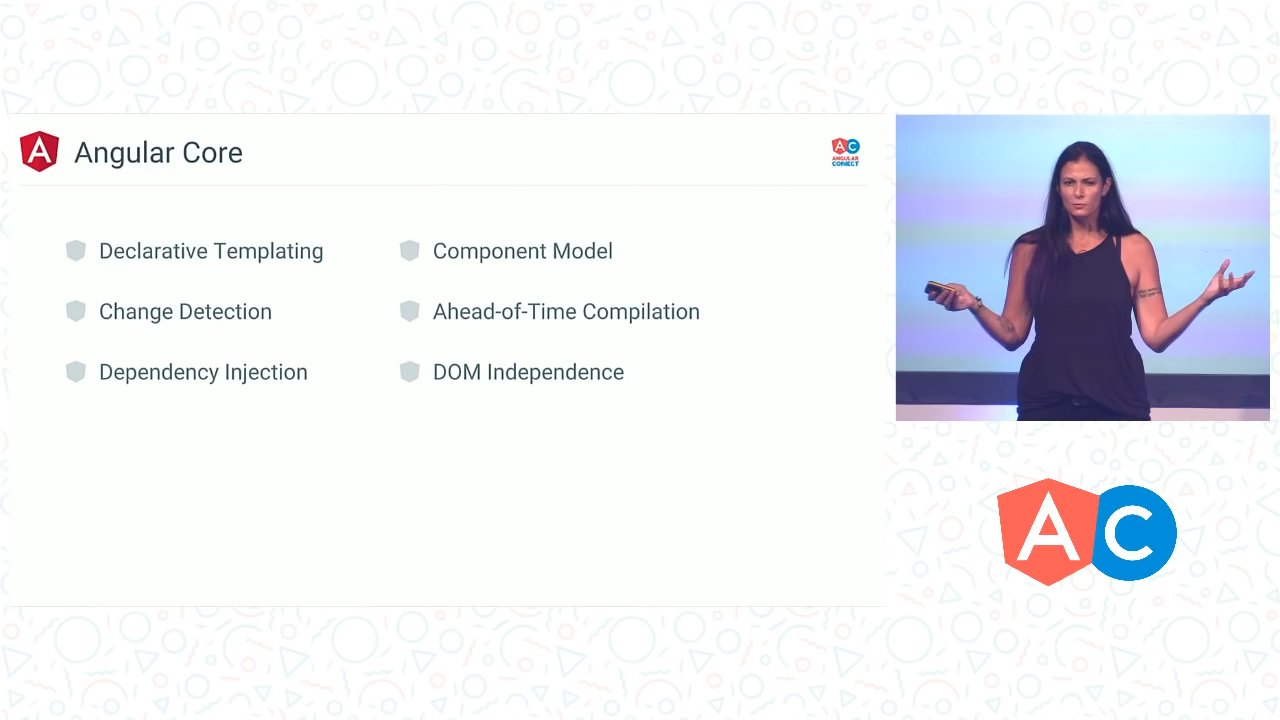 A Angular Core
AC
ANGULAR
CONNECT
Declarative Templating
Component Model
Change Detection
Ahead-of-Time Compilation
Dependency Injection
DOM Independence
AC